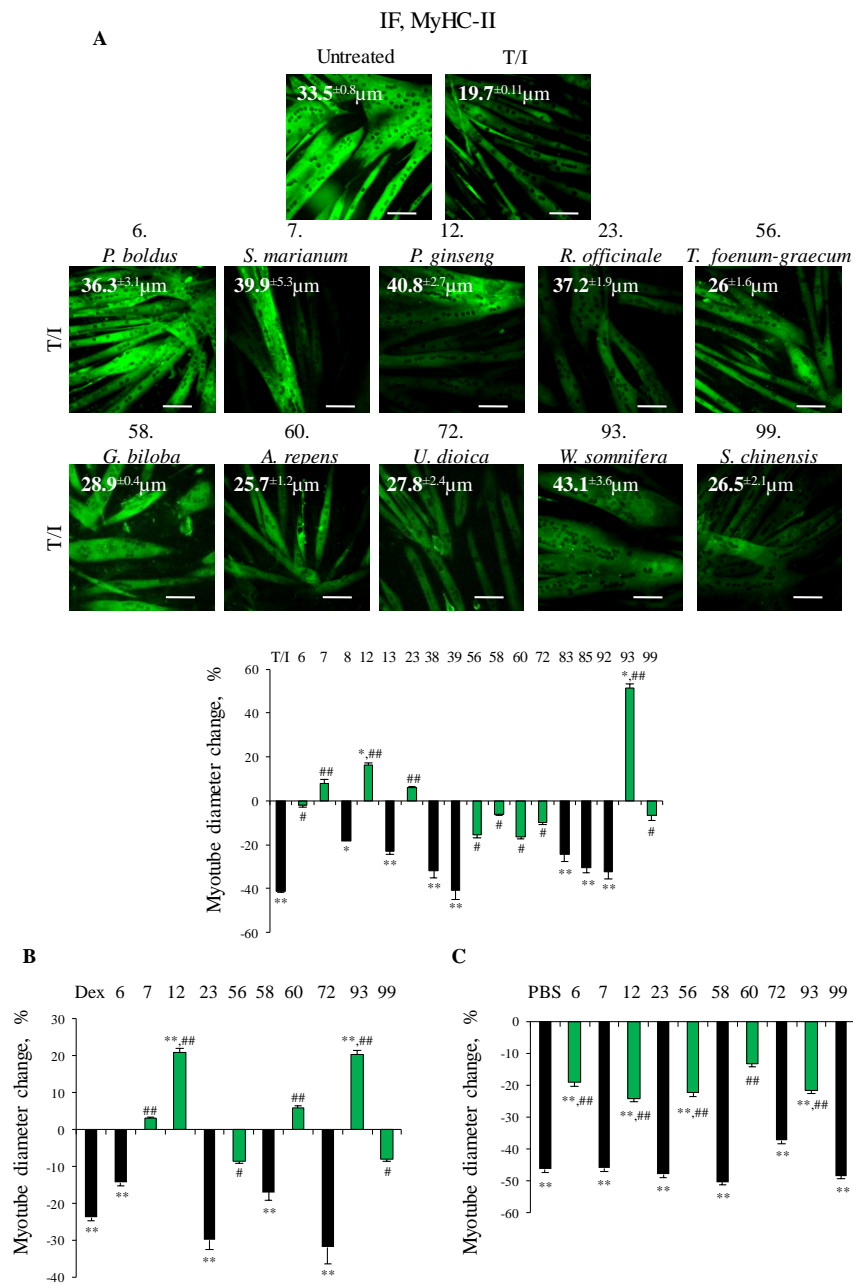 IF, MyHC-II
A
Untreated T/I
33.5±0.8µm 19.7±0.11µm
6. 7. 12. 23. 56.
P. boldus S. marianum P. ginseng R. officinale T. foenum-graecum
36.3±3.1µm 39.9±5.3µm 40.8±2.7µm 37.2±1.9µm 26±1.6µm
T/I
58. 60. 72. 93. 99.
G. biloba A. repens U. dioica W. somnifera S. chinensis
28.9±0.4µm 25.7±1.2µm 27.8±2.4µm 43.1±3.6µm 26.5±2.1µm
T/I
T/I 6 7 8 12 13 23 38 39 56 58 60 72 83 85 92 93 99
Myotube diameter change, %
60
40
20
0
-20
-40
-60
** # ## * *,## ** ## ** ** # # # # ** ** ** *,## #
B
Dex 6 7 12 23 56 58 60 72 93 99
Myotube diameter change, %
30
20
10
0
-10
-20
-30
-40
** ** ## **,## ** # ** ## ** **,## #
C
PBS 6 7 12 23 56 58 60 72 93 99
Myotube diameter change, %
0
-10
-20
-30
-40
-50
-60
** **,## ** **,## ** **,## ** ## ** **,## **